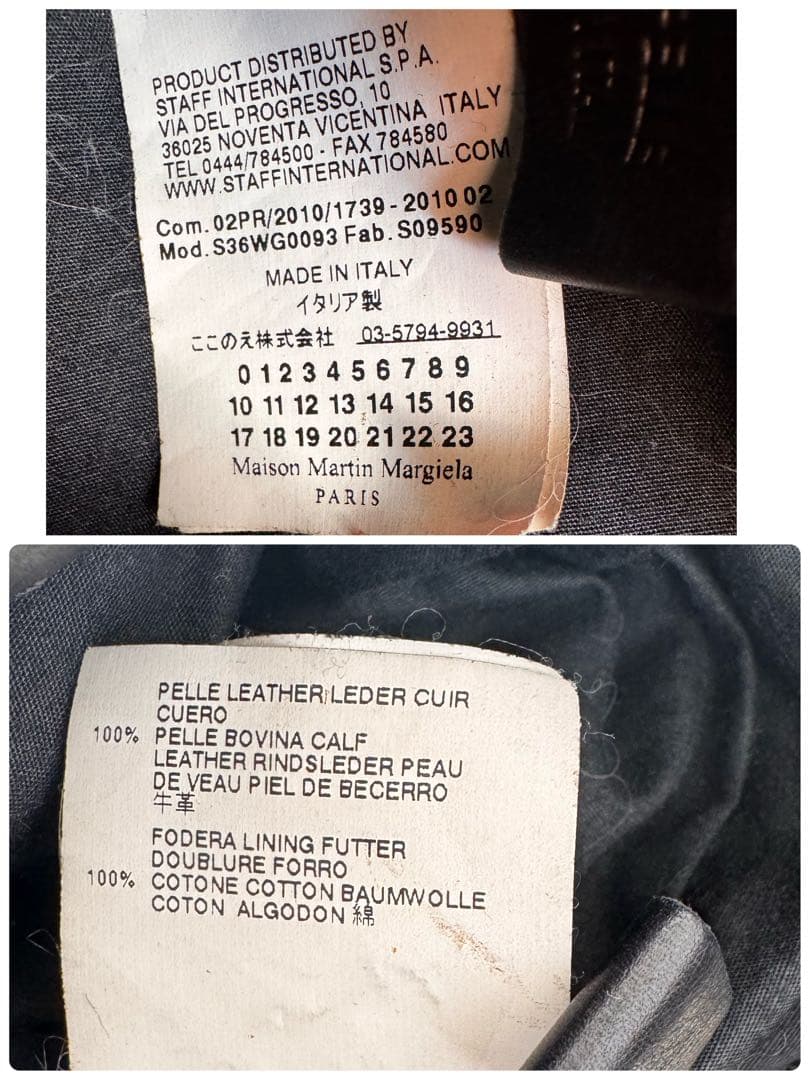 PRODUCT DISTRIBUTED BY
STAFF INTERNATIONAL S.P.A.
VIA DEL PROGRESSO, 10
36025 NOVENTA VICENTINA ITALY
TEL 0444/784500 - FAX 784580
WWW.STAFFINTERNATIONAL.COM
Com. 02PR/2010/1739 - 2010 02
Mod. S36WG0093 Fab. S09590
MADE IN ITALY
イタリア製
ここのえ株式会社 03-5794-9931
0 1 2 3 4 5 6 7 8 9
10 11 12 13 14 15 16
17 18 19 20 21 22 23
Maison Martin Margiela
PARIS
PELLE LEATHER LEDER CUIR
CUERO
100% PELLE BOVINA CALF
LEATHER RINDSLEDER PEAU
DE VEAU PIEL DE BECERRO
牛革
FODERA LINING FUTTER
DOUBLURE FORRO
100% COTONE COTTON BAUMWOLLE
COTON ALGODON 綿